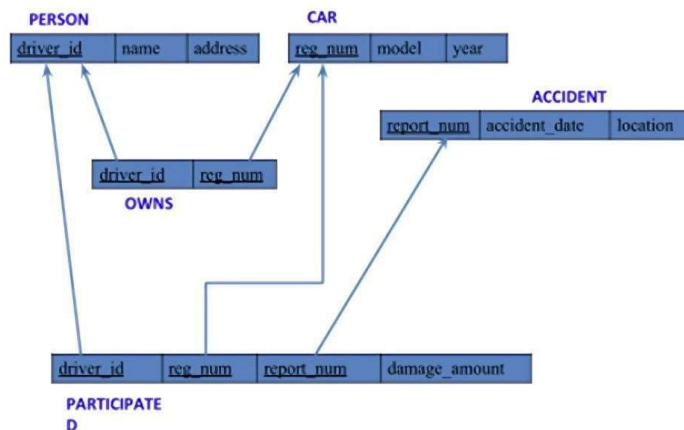 PERSON
CAR
driver_id name address
reg_num model year
ACCIDENT
report_num accident_date location
driver_id reg_num
OWNS
driver_id reg_num report_num damage_amount
PARTICIPATE
D